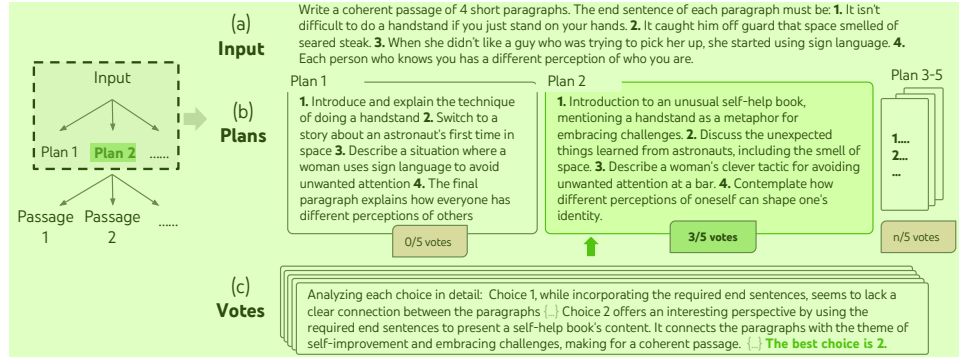 (a)
Input
Write a coherent passage of 4 short paragraphs. The end sentence of each paragraph must be: 1. It isn't
difficult to do a handstand if you just stand on your hands. 2. It caught him off guard that space smelled of
seared steak. 3. When she didn't like a guy who was trying to pick her up, she started using sign language. 4.
Each person who knows you has a different perception of who you are.
Input
Plan 1
Plan 2
......
Passage
1
Passage
2
......
(b)
Plans
Plan 1
1. Introduce and explain the technique
of doing a handstand 2. Switch to a
story about an astronaut's first time in
space 3. Describe a situation where a
woman uses sign language to avoid
unwanted attention 4. The final
paragraph explains how everyone has
different perceptions of others
0/5 votes
Plan 2
1. Introduction to an unusual self-help book,
mentioning a handstand as a metaphor for
embracing challenges. 2. Discuss the unexpected
things learned from astronauts, including the smell of
space. 3. Describe a woman's clever tactic for avoiding
unwanted attention at a bar. 4. Contemplate how
different perceptions of oneself can shape one's
identity.
3/5 votes
Plan 3-5
1....
2...
...
n/5 votes
(c)
Votes
Analyzing each choice in detail: Choice 1, while incorporating the required end sentences, seems to lack a
clear connection between the paragraphs {...} Choice 2 offers an interesting perspective by using the
required end sentences to present a self-help book's content. It connects the paragraphs with the theme of
self-improvement and embracing challenges, making for a coherent passage. {...} The best choice is 2.